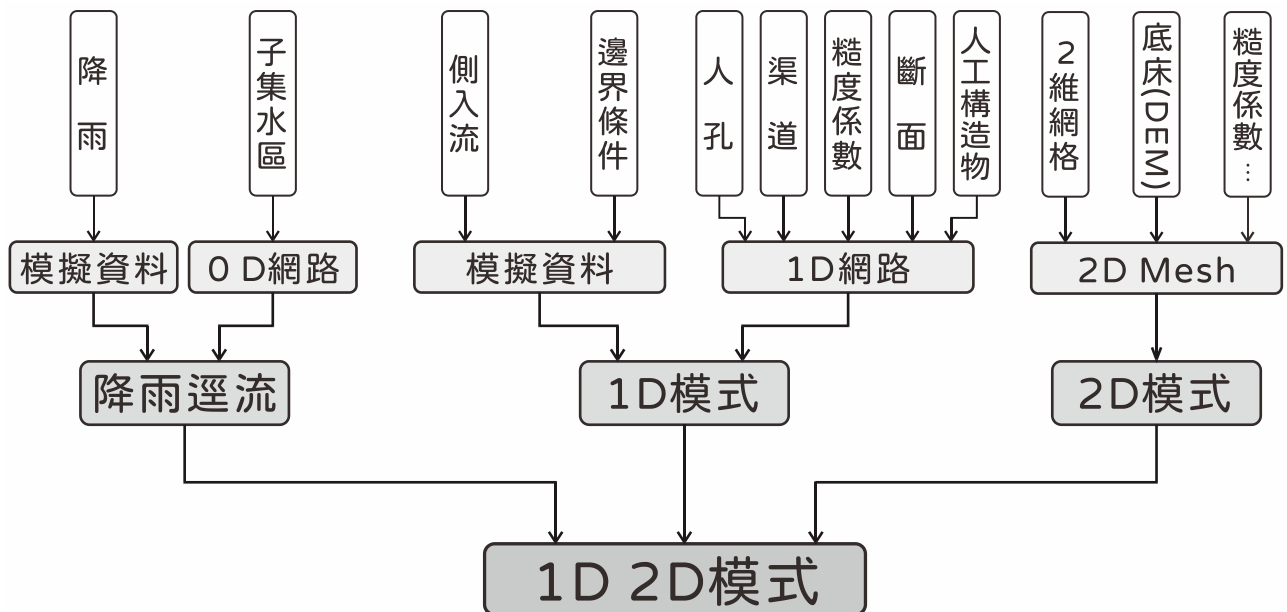 降雨
子集水區
側入流
邊界條件
人孔
渠道
糙度係數
斷面
人工構造物
2維網格
底床(DEM)
糙度係數...
模擬資料
0 D網路
模擬資料
1D網路
2D Mesh
降雨逕流
1D模式
2D模式
1D 2D模式